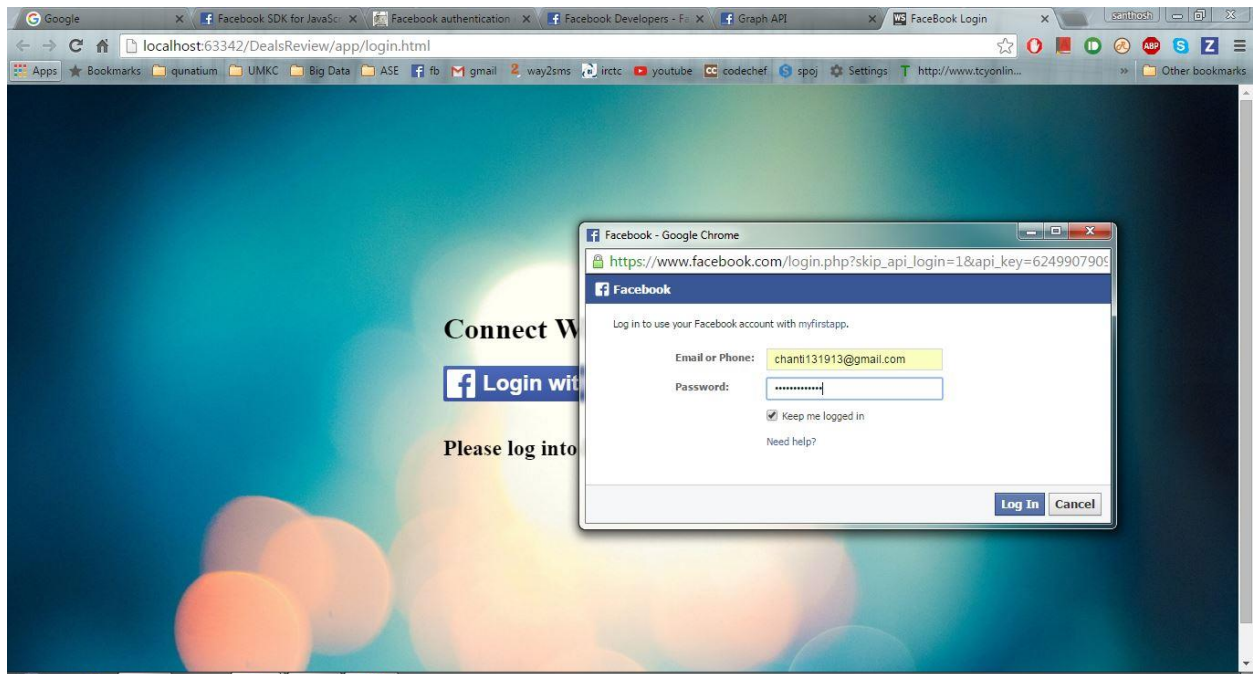 Google
Facebook SDK for JavaSc
Facebook authentication
Facebook Developers - Fa
Graph API
FaceBook Login
santhosh
localhost:63342/DealsReview/app/login.html
Apps Bookmarks qunatium UMKC Big Data ASE fb gmail way2sms irctc youtube codechef spoj Settings http://www.tcyonlin... » Other bookmarks
Connect W
Login wit
Please log into
Facebook - Google Chrome
https://www.facebook.com/login.php?skip_api_login=1&api_key=6249907909
Facebook
Log in to use your Facebook account with myfirstapp.
Email or Phone: chanti131913@gmail.com
Password: •••••••••••••
Keep me logged in
Need help?
Log In Cancel